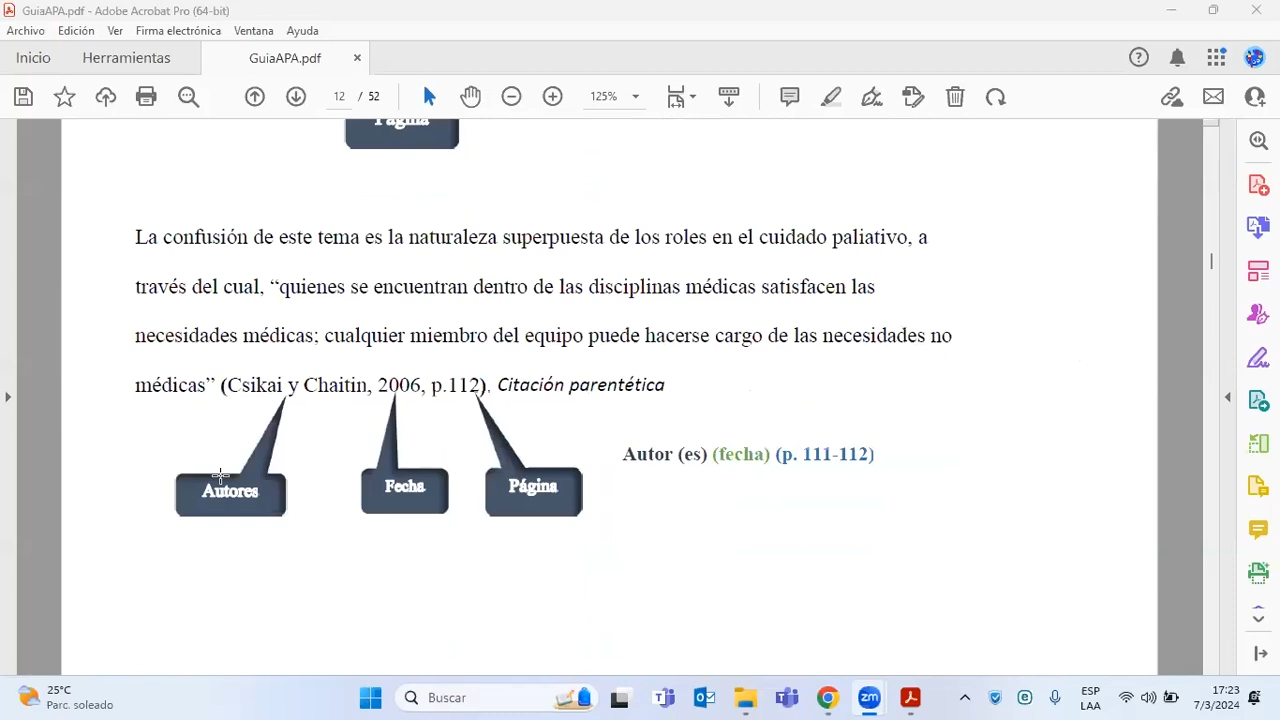 GuiaAPA.pdf - Adobe Acrobat Pro (64-bit)
Archivo Edición Ver Firma electrónica Ventana Ayuda
Inicio Herramientas GuiaAPA.pdf ×
12 / 52 125%
Página
La confusión de este tema es la naturaleza superpuesta de los roles en el cuidado paliativo, a
través del cual, “quienes se encuentran dentro de las disciplinas médicas satisfacen las
necesidades médicas; cualquier miembro del equipo puede hacerse cargo de las necesidades no
médicas” (Csikai y Chaitin, 2006, p.112). Citación parentética
Autor (es) (fecha) (p. 111-112)
Autores Fecha Página
25°C
Parc. soleado
Buscar
zm
ESP
LAA
17:23
7/3/2024